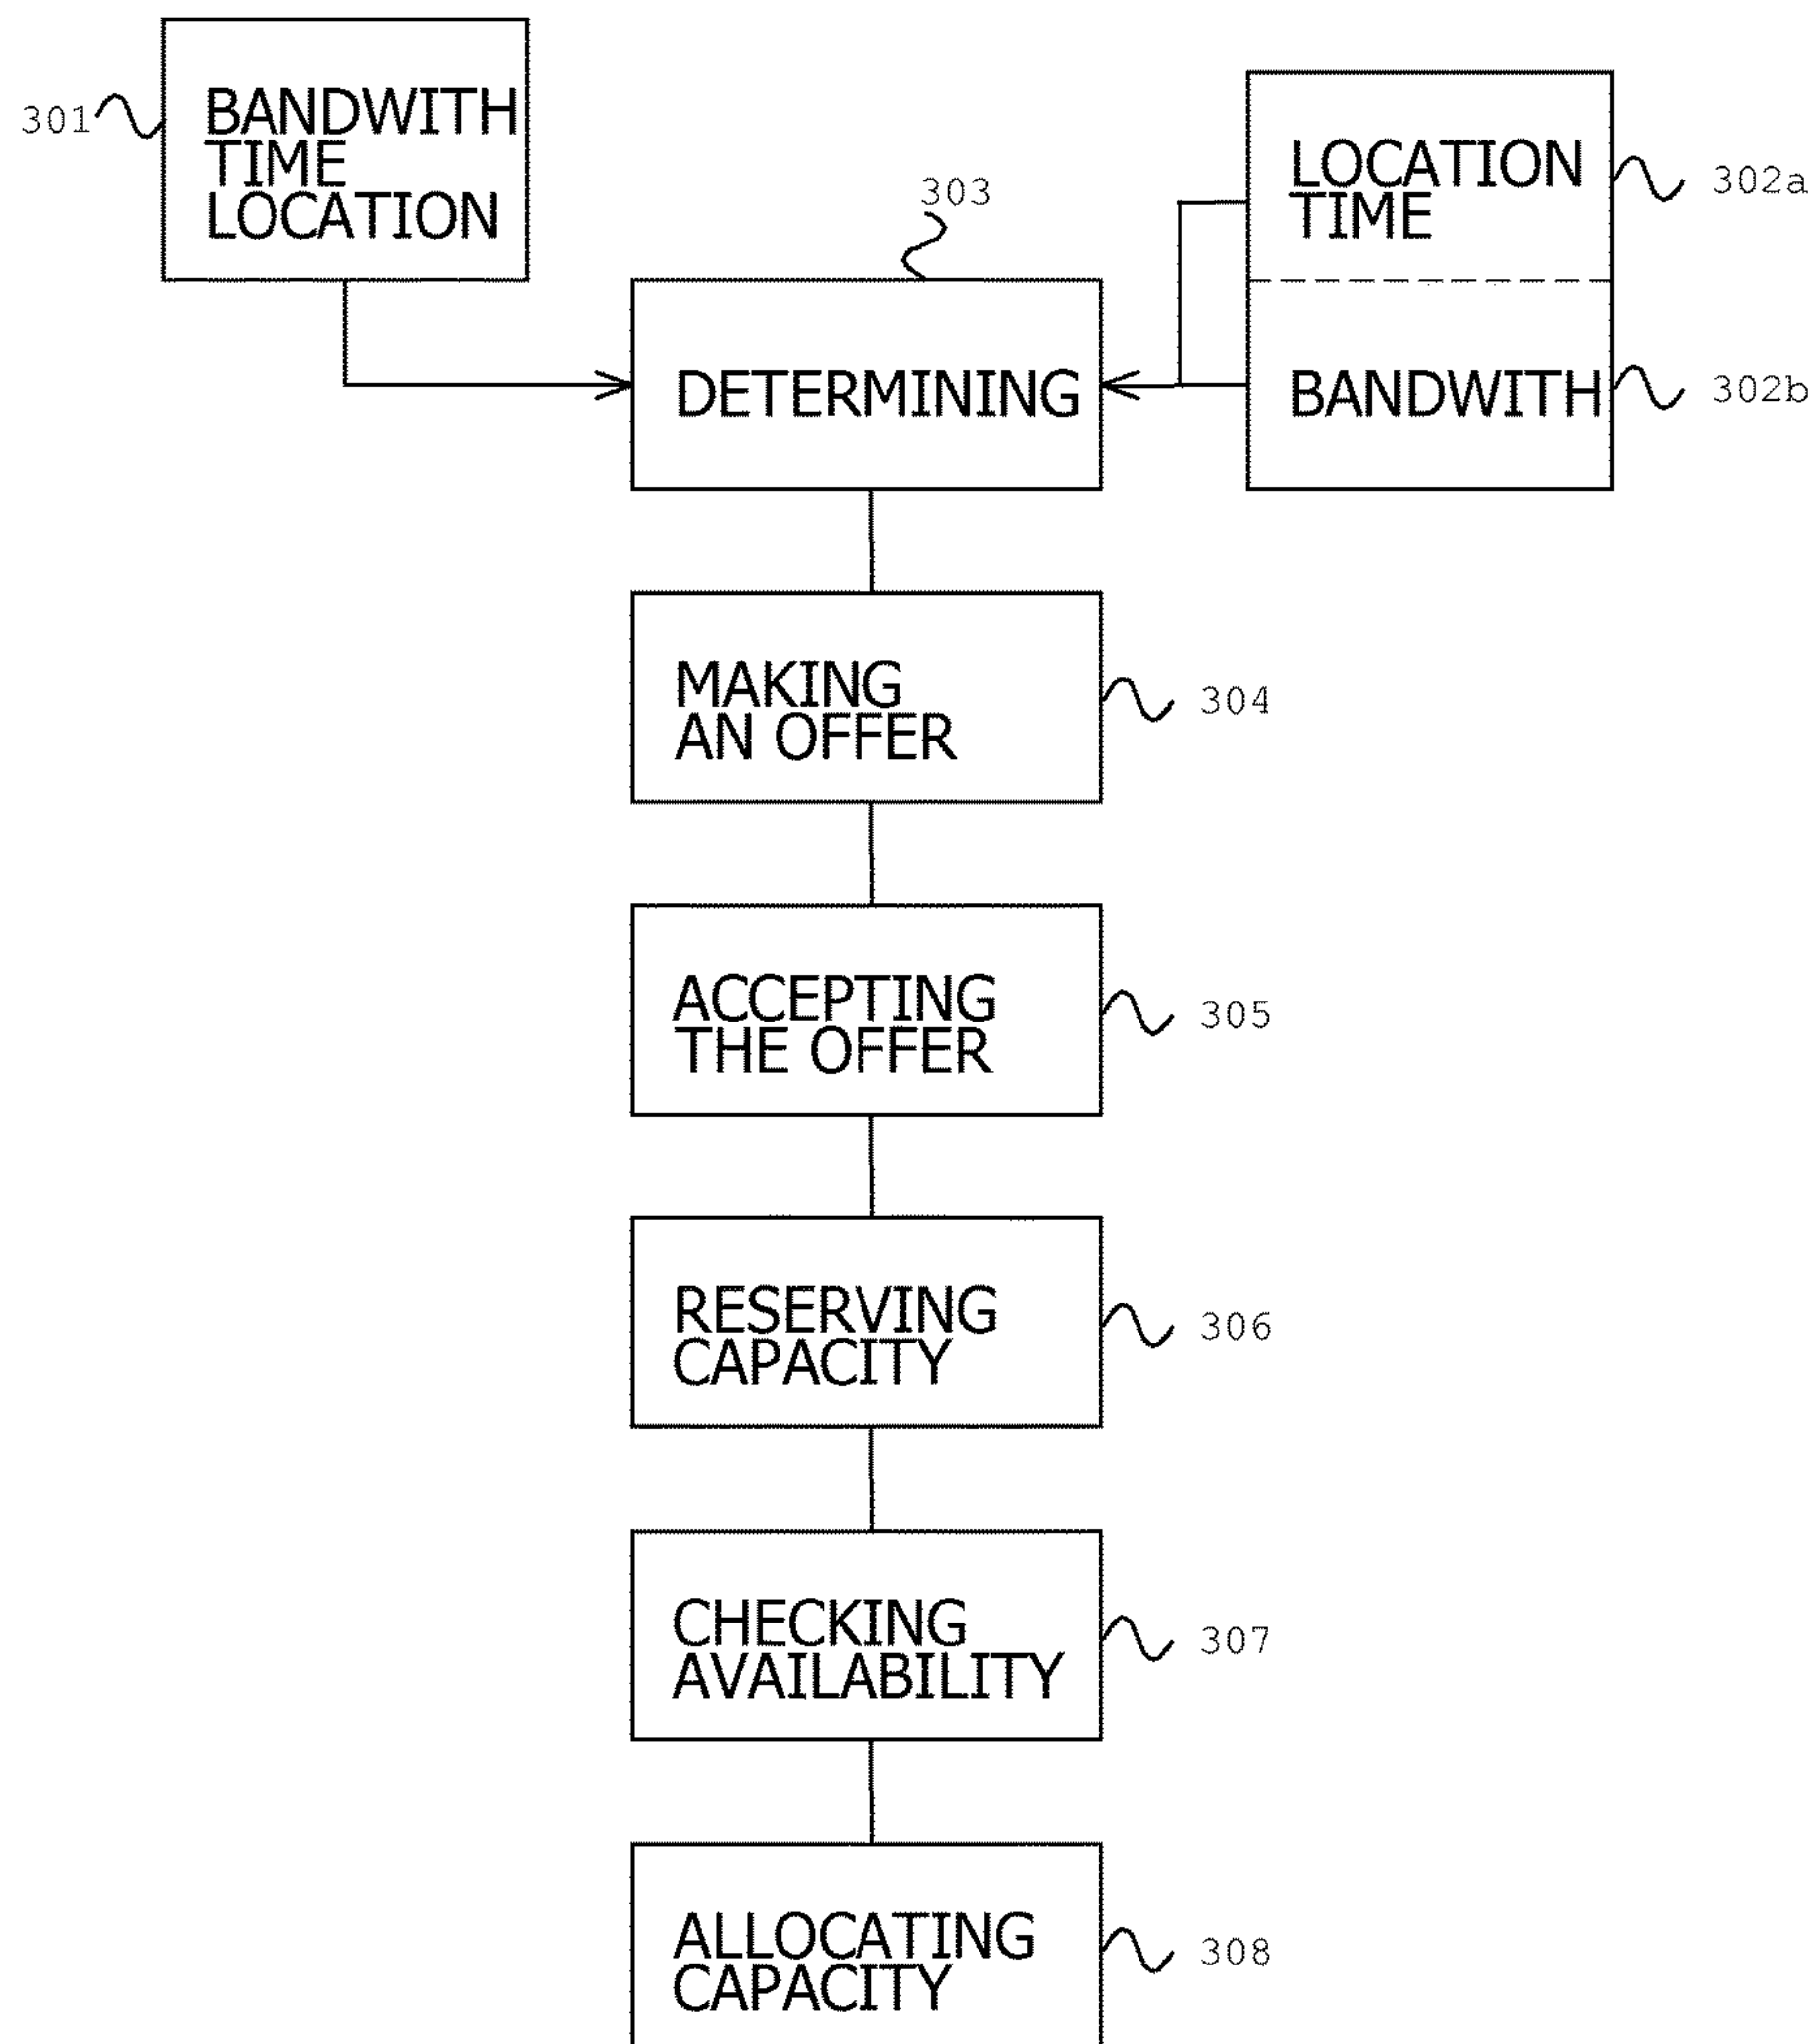 301
BANDWITH
TIME
LOCATION
303
LOCATION
TIME
302a
DETERMINING
BANDWITH
302b
MAKING
AN OFFER
304
ACCEPTING
THE OFFER
305
RESERVING
CAPACITY
306
CHECKING
AVAILABILITY
307
ALLOCATING
CAPACITY
308